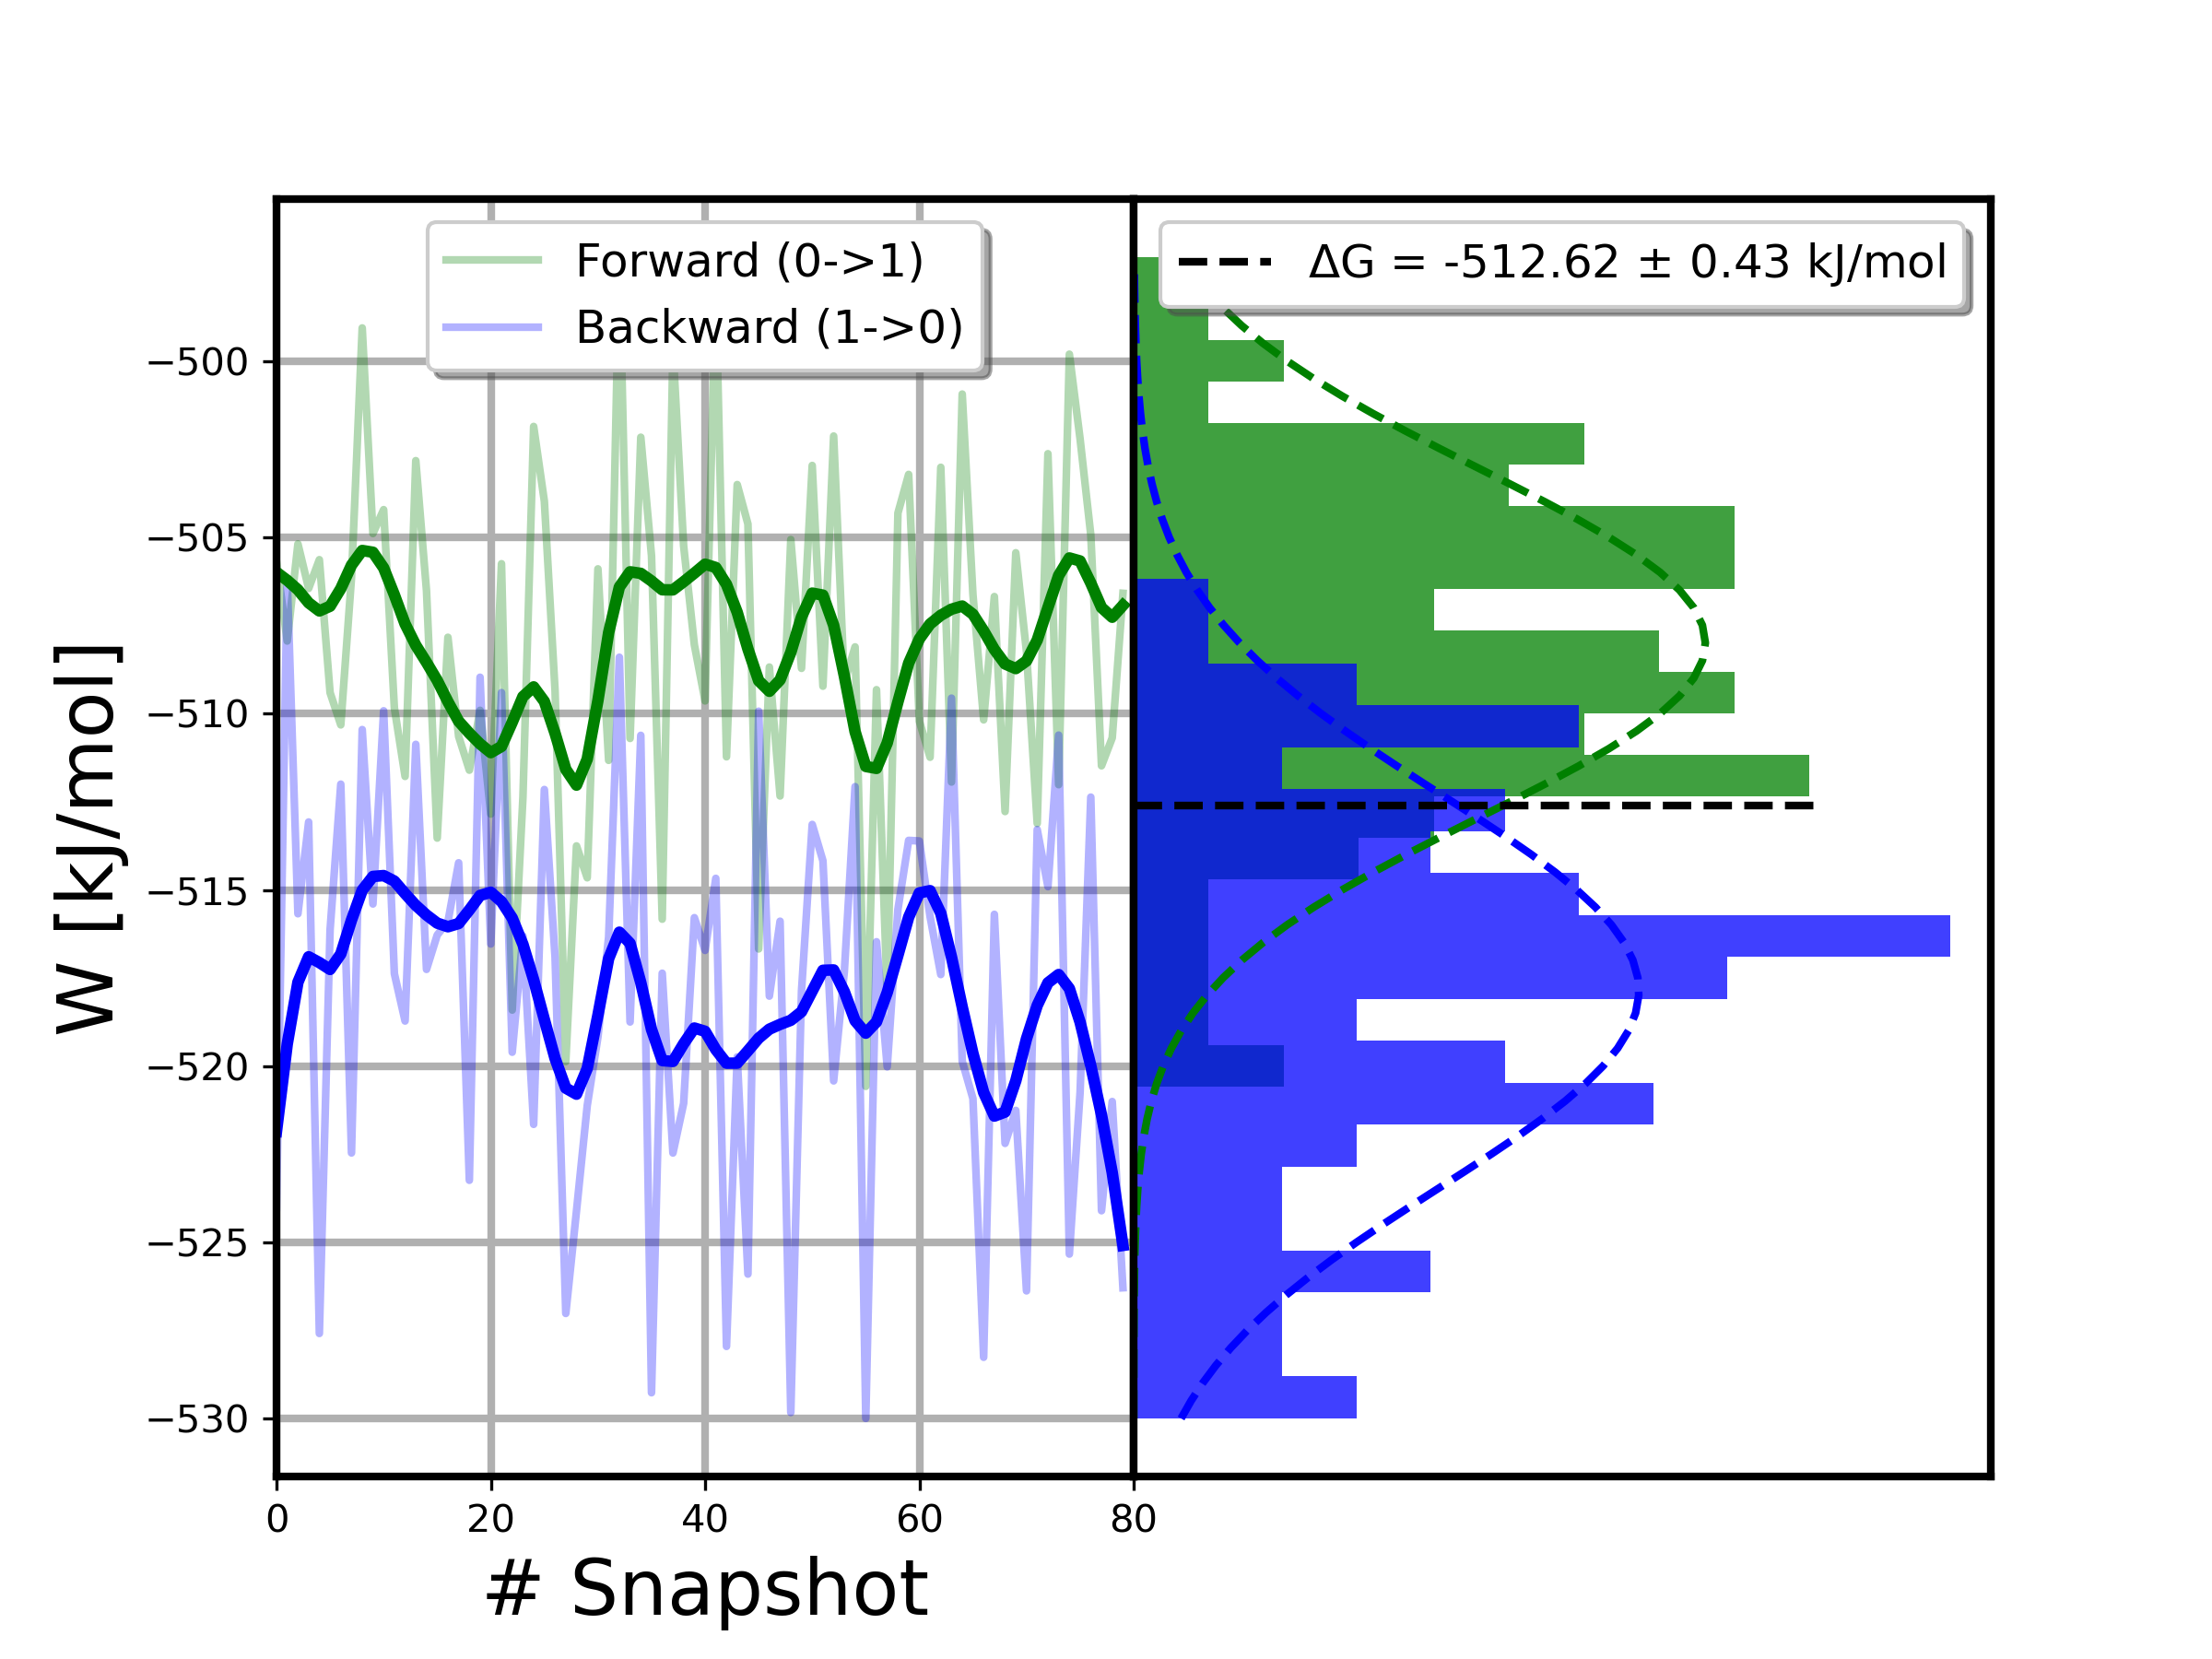 Forward (0->1)
Backward (1->0)
ΔG = -512.62 ± 0.43 kJ/mol
W [kJ/mol]
−500
−505
−510
−515
−520
−525
−530
0 20 40 60 80
# Snapshot